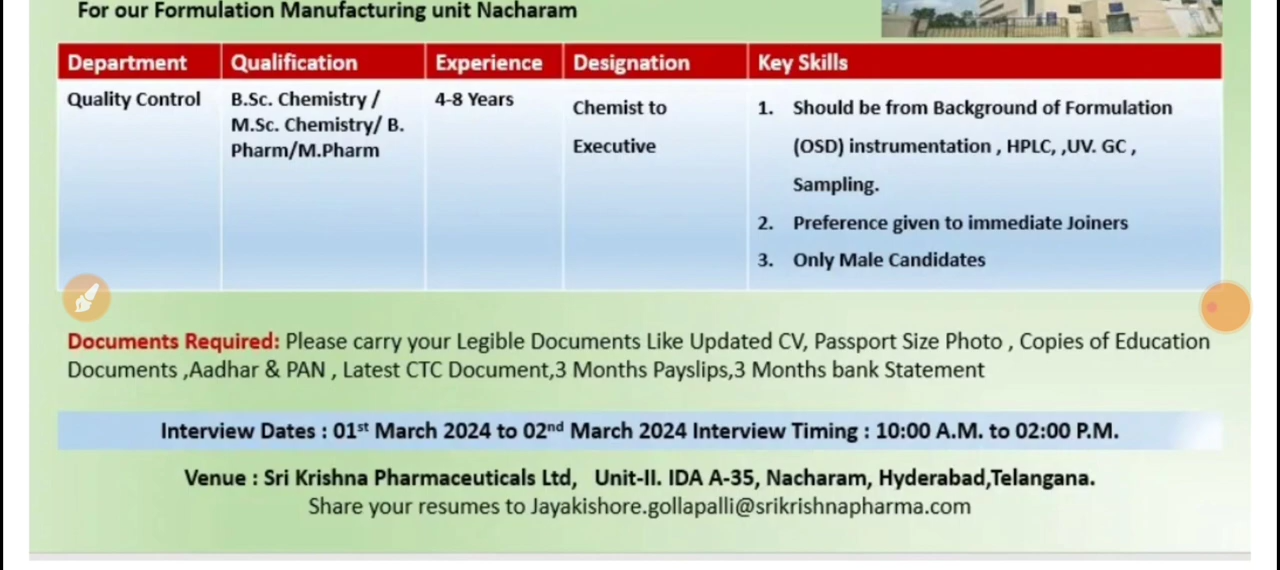 For our Formulation Manufacturing unit Nacharam
Department Qualification Experience Designation Key Skills
Quality Control
B.Sc. Chemistry /
M.Sc. Chemistry/ B.
Pharm/M.Pharm
4-8 Years
Chemist to
Executive
1. Should be from Background of Formulation
(OSD) instrumentation , HPLC, ,UV. GC ,
Sampling.
2. Preference given to immediate Joiners
3. Only Male Candidates
Documents Required: Please carry your Legible Documents Like Updated CV, Passport Size Photo , Copies of Education
Documents ,Aadhar & PAN , Latest CTC Document,3 Months Payslips,3 Months bank Statement
Interview Dates : 01st March 2024 to 02nd March 2024 Interview Timing : 10:00 A.M. to 02:00 P.M.
Venue : Sri Krishna Pharmaceuticals Ltd, Unit-II. IDA A-35, Nacharam, Hyderabad,Telangana.
Share your resumes to Jayakishore.gollapalli@srikrishnapharma.com